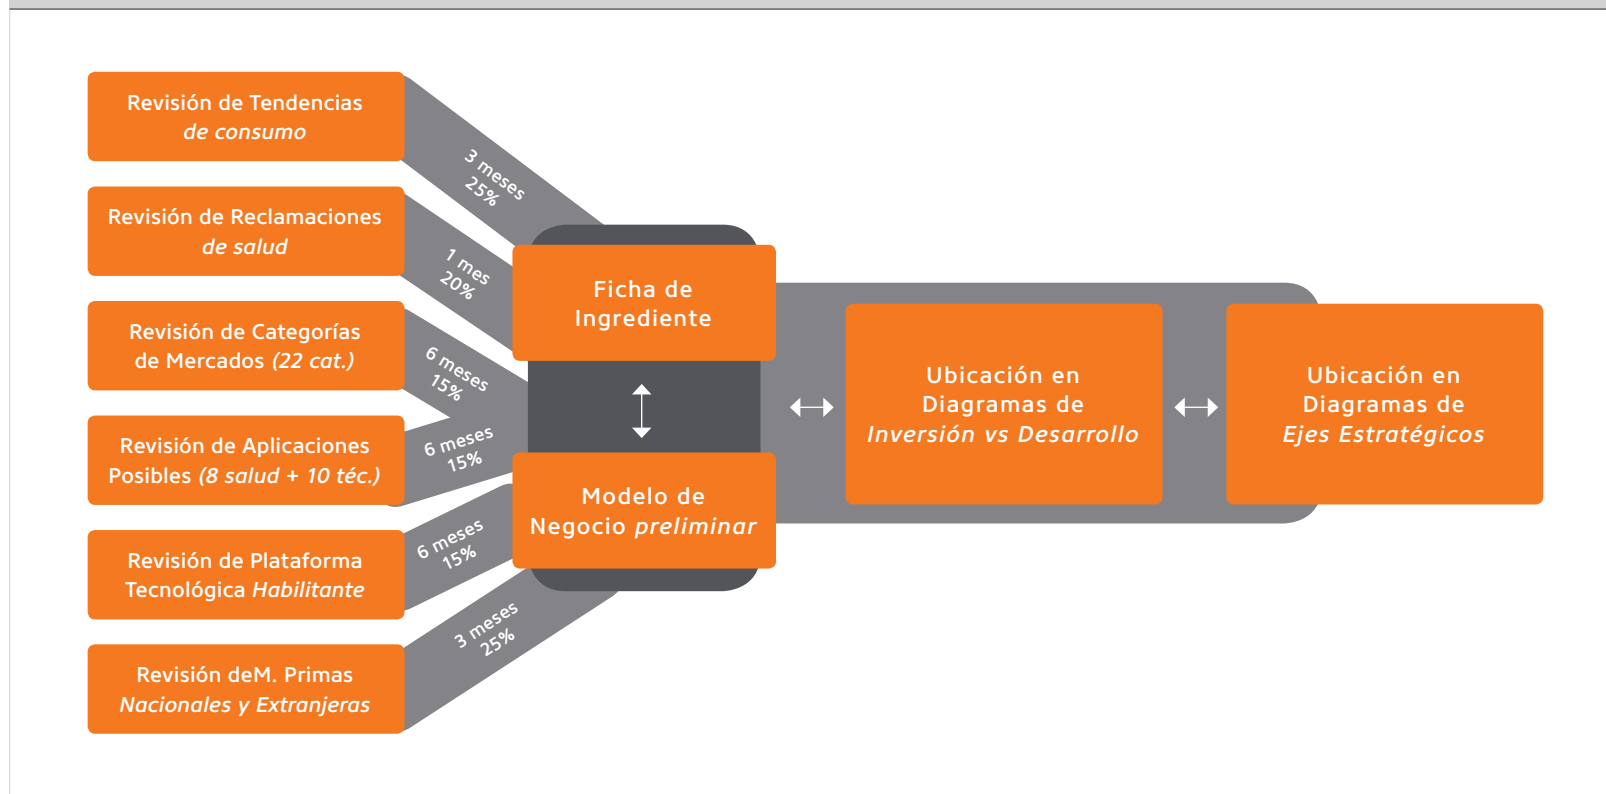 Revisión de Tendencias
de consumo
3 meses
25%
Revisión de Reclamaciones
de salud
1 mes
20%
Revisión de Categorías
de Mercados (22 cat.)
6 meses
15%
Revisión de Aplicaciones
Posibles (8 salud + 10 téc.)
6 meses
15%
Revisión de Plataforma
Tecnológica Habilitante
6 meses
15%
Revisión deM. Primas
Nacionales y Extranjeras
3 meses
25%
Ficha de
Ingrediente
Modelo de
Negocio preliminar
Ubicación en
Diagramas de
Inversión vs Desarrollo
Ubicación en
Diagramas de
Ejes Estratégicos